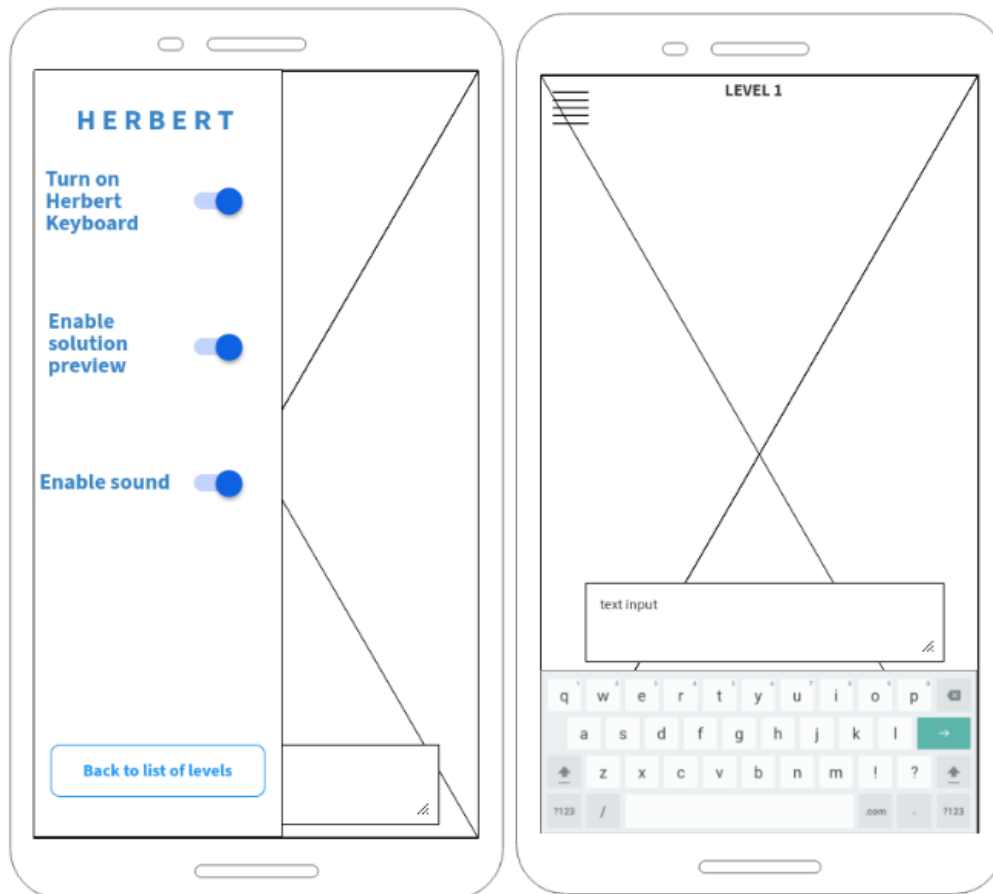 HERBERT
Turn on
Herbert
Keyboard
Enable
solution
preview
Enable sound
Back to list of levels
LEVEL 1
text input
q w e r t y u i o p
a s d f g h j k l
z x c v b n m ! ?
?123 / .com . ?123